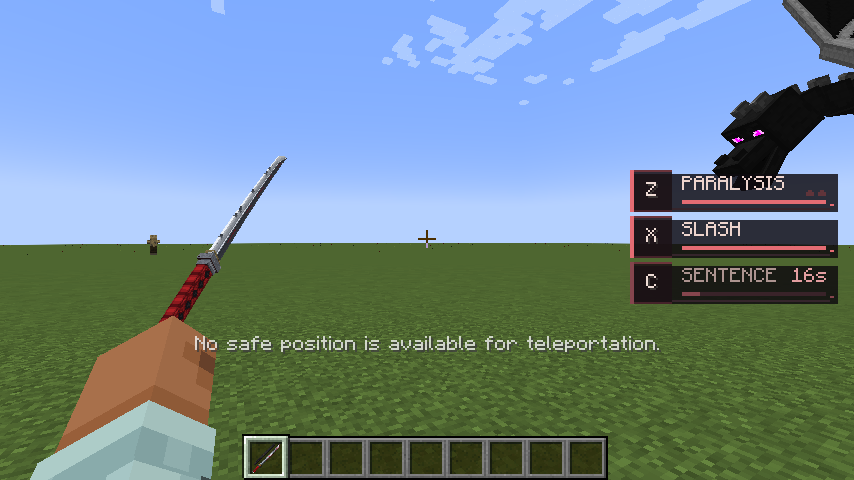 Z PARALYSIS
X SLASH
C SENTENCE 16s
No safe position is available for teleportation.